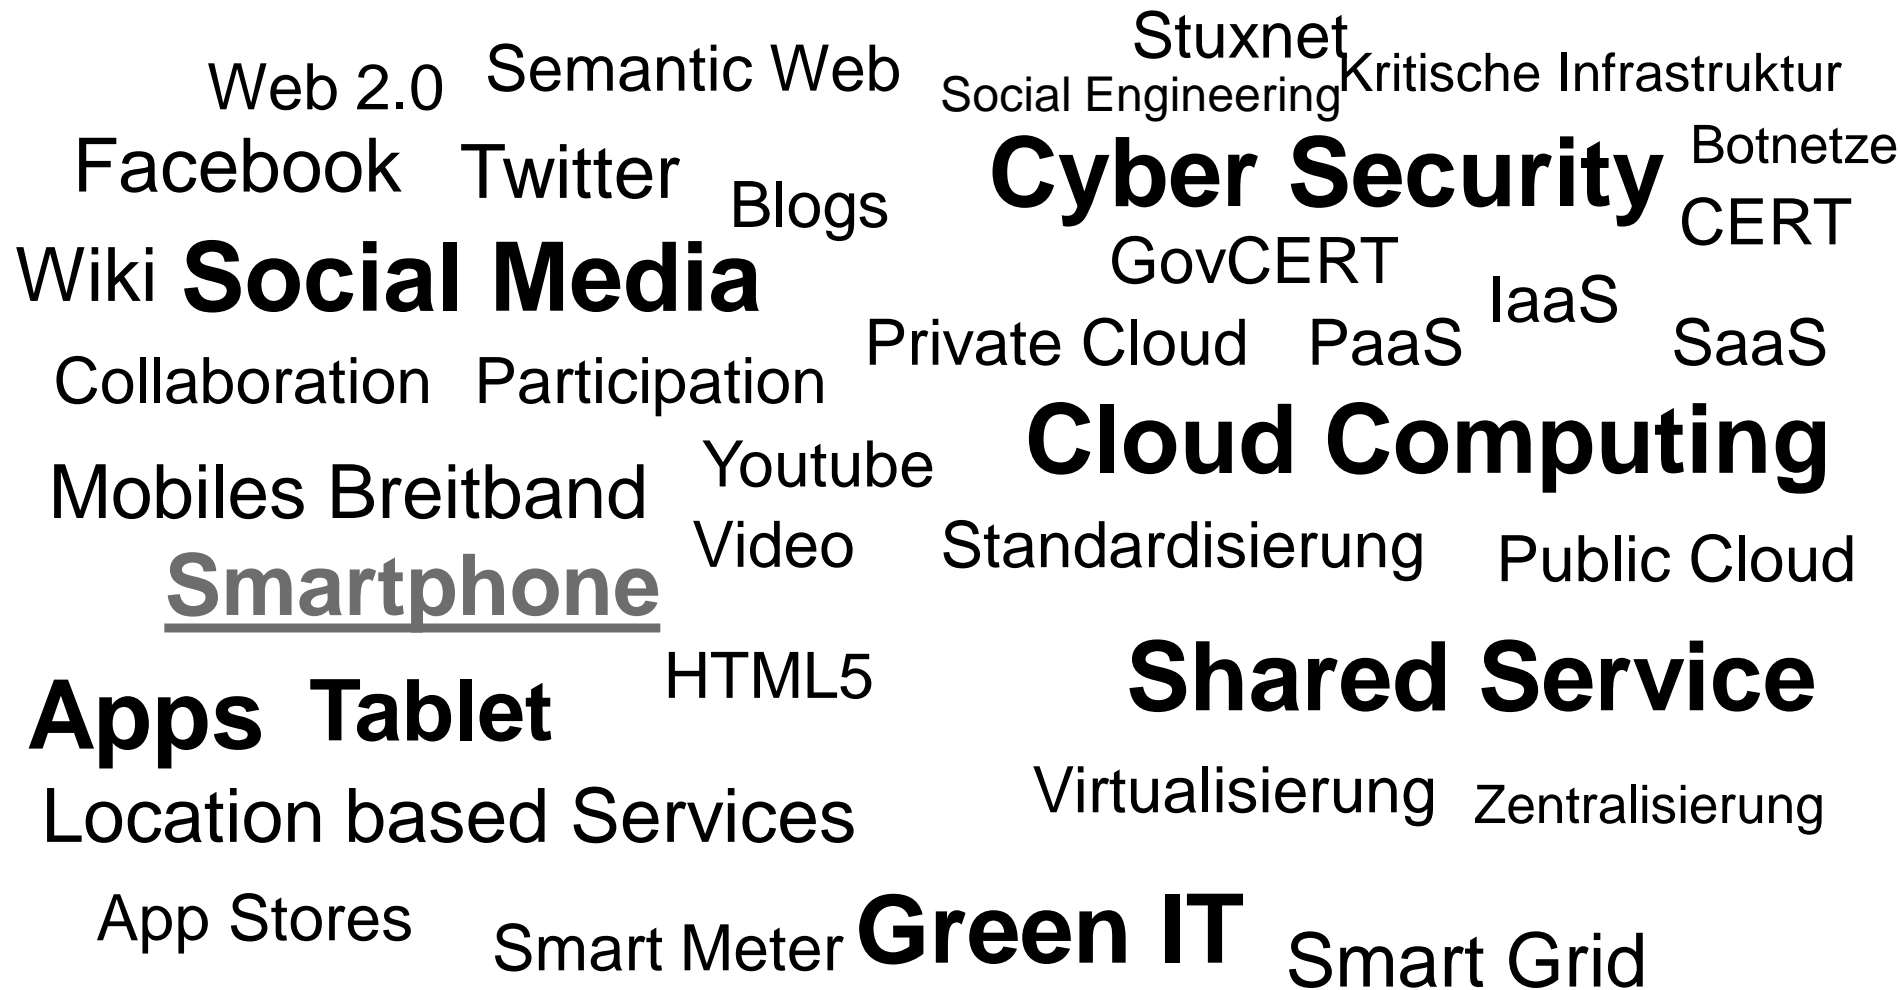 Stuxnet
Web 2.0
Semantic Web
Social Engineering
Kritische Infrastruktur
Facebook
Twitter
Blogs
Cyber Security
Botnetze
CERT
Wiki
Social Media
GovCERT
IaaS
Private Cloud
PaaS
SaaS
Collaboration
Participation
Cloud Computing
Mobiles Breitband
Youtube
Video
Standardisierung
Public Cloud
Smartphone
HTML5
Shared Service
Apps
Tablet
Location based Services
Virtualisierung
Zentralisierung
App Stores
Smart Meter
Green IT
Smart Grid